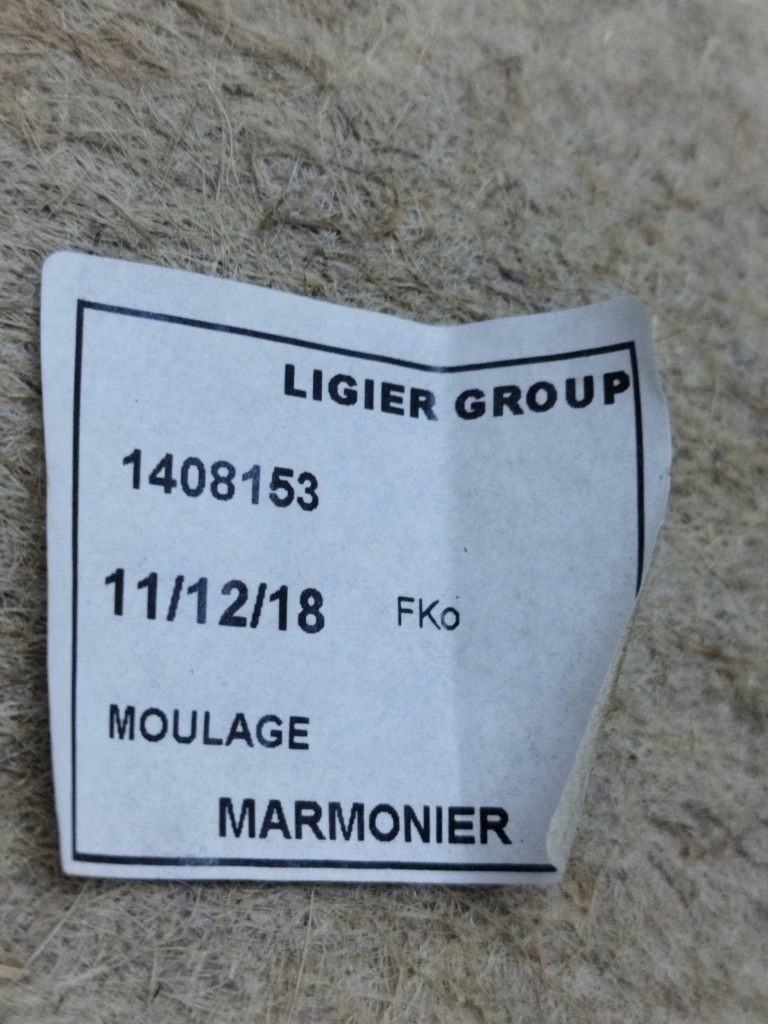 LIGIER GROUP
1408153
11/12/18 FKo
MOULAGE
MARMONIER